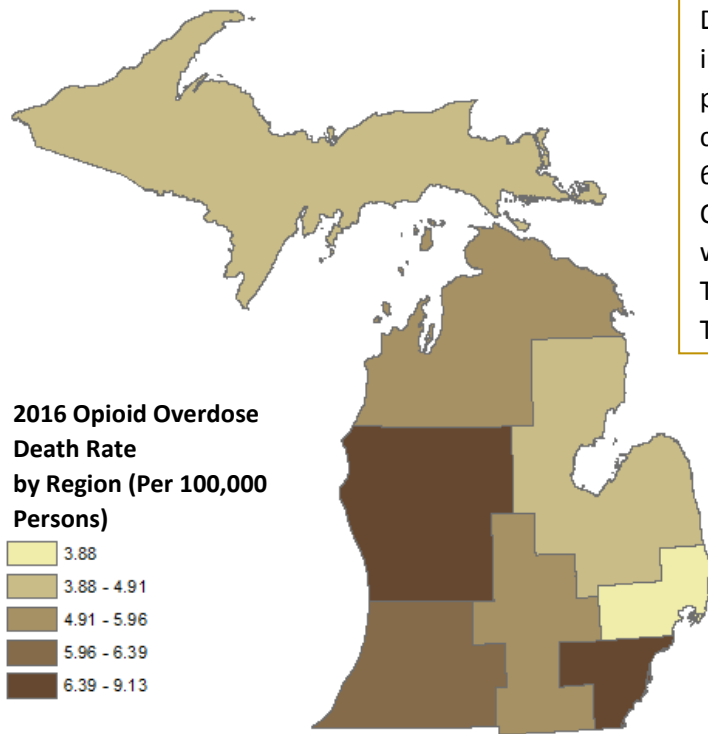 2016 Opioid Overdose
Death Rate
by Region (Per 100,000
Persons)
3.88
3.88 - 4.91
4.91 - 5.96
5.96 - 6.39
6.39 - 9.13